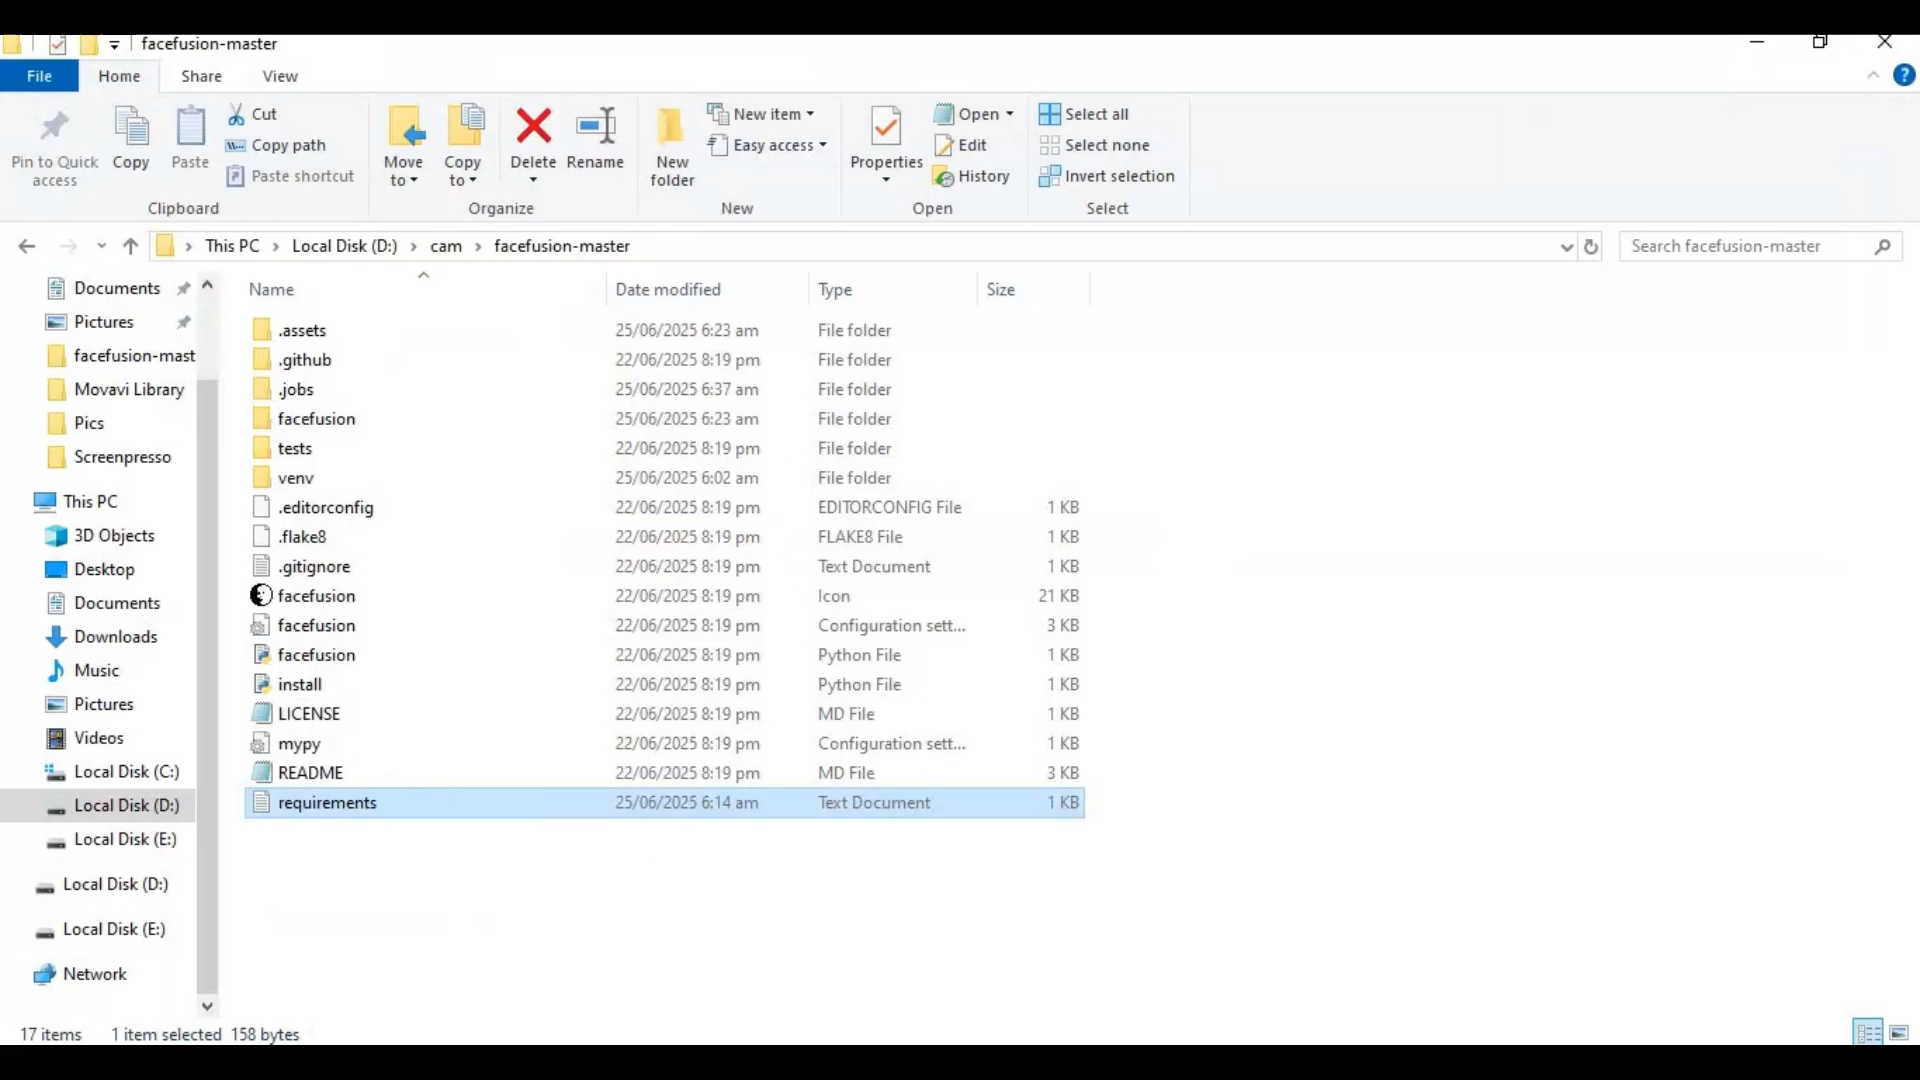 facefusion-master
File Home Share View
Pin to Quick access
Copy
Paste
Cut
Copy path
Paste shortcut
Clipboard
Move to
Copy to
Delete
Rename
Organize
New folder
New item
Easy access
New
Properties
Open
Edit
History
Open
Select all
Select none
Invert selection
Select
This PC > Local Disk (D:) > cam > facefusion-master
Search facefusion-master
Documents
Pictures
facefusion-mast
Movavi Library
Pics
Screenpresso
This PC
3D Objects
Desktop
Documents
Downloads
Music
Pictures
Videos
Local Disk (C:)
Local Disk (D:)
Local Disk (E:)
Local Disk (D:)
Local Disk (E:)
Network
Name Date modified Type Size
.assets 25/06/2025 6:23 am File folder
.github 22/06/2025 8:19 pm File folder
.jobs 25/06/2025 6:37 am File folder
facefusion 25/06/2025 6:23 am File folder
tests 22/06/2025 8:19 pm File folder
venv 25/06/2025 6:02 am File folder
.editorconfig 22/06/2025 8:19 pm EDITORCONFIG File 1 KB
.flake8 22/06/2025 8:19 pm FLAKE8 File 1 KB
.gitignore 22/06/2025 8:19 pm Text Document 1 KB
facefusion 22/06/2025 8:19 pm Icon 21 KB
facefusion 22/06/2025 8:19 pm Configuration sett... 3 KB
facefusion 22/06/2025 8:19 pm Python File 1 KB
install 22/06/2025 8:19 pm Python File 1 KB
LICENSE 22/06/2025 8:19 pm MD File 1 KB
mypy 22/06/2025 8:19 pm Configuration sett... 1 KB
README 22/06/2025 8:19 pm MD File 3 KB
requirements 25/06/2025 6:14 am Text Document 1 KB
17 items 1 item selected 158 bytes